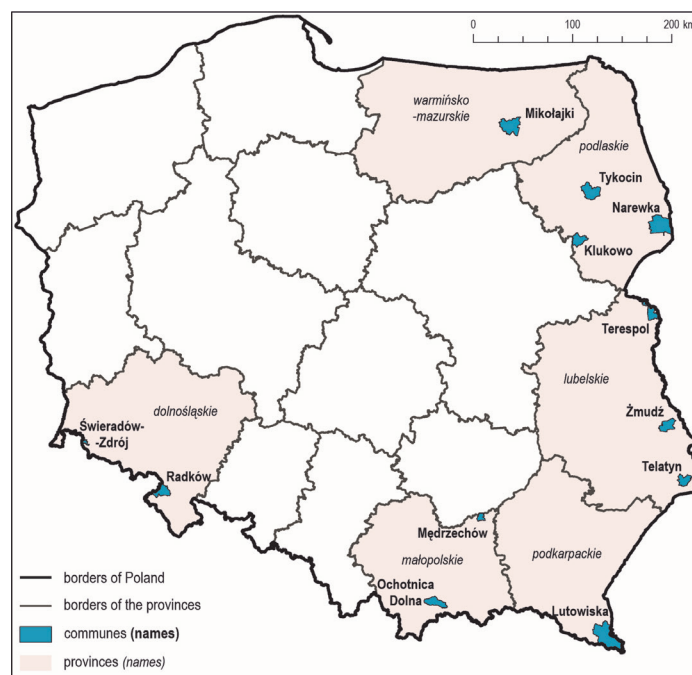 0 100 200 km
warmińsko
-mazurskie
Mikołajki
podlaskie
Tykocin
Narewka
Klukowo
Terespol
lubelskie
dolnośląskie
Żmudź
Świeradów-
-Zdrój
Radków
Telatyn
Mędrzechów
małopolskie
podkarpackie
Ochotnica
Dolna
Lutowiska
borders of Poland
borders of the provinces
communes (names)
provinces (names)